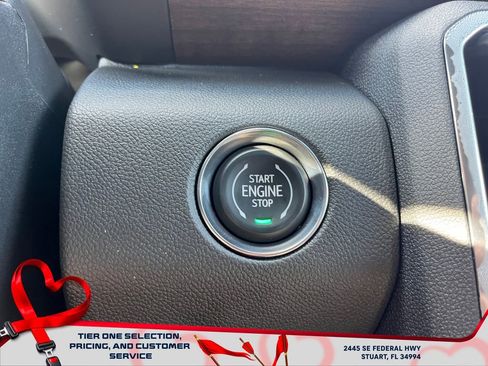 START
ENGINE
STOP
TIER ONE SELECTION,
PRICING, AND CUSTOMER
SERVICE
2445 SE FEDERAL HWY
STUART, FL 34994